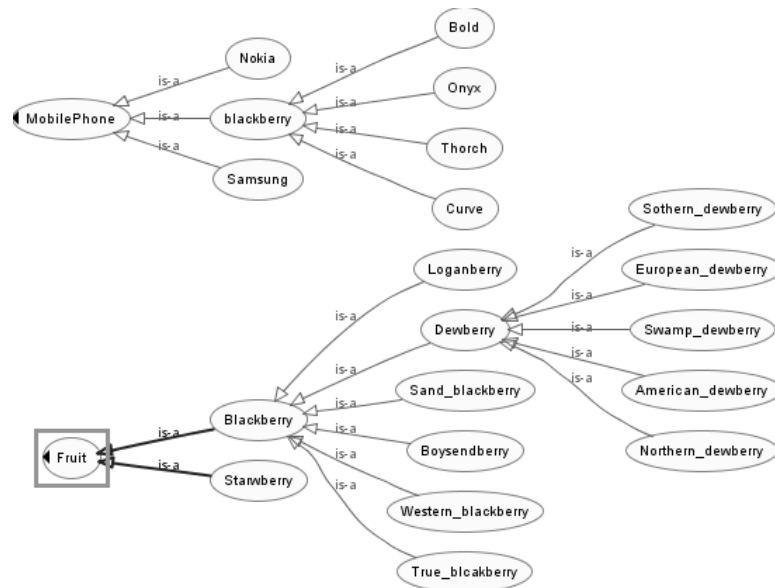 Bold
Nokia
is-a
is-a
Onyx
is-a
is-a
MobilePhone
is-a
blackberry
is-a
Thorch
is-a
is-a
Samsung
Curve
Sothern_dewberry
is-a
Loganberry
European_dewberry
is-a
is-a
Dewberry
is-a
Swamp_dewberry
is-a
is-a
Sand_blackberry
American_dewberry
is-a
is-a
Blackberry
is-a
is-a
Boysendberry
Northern_dewberry
Fruit
is-a
is-a
Starwberry
is-a
Western_blackberry
True_blcakberry